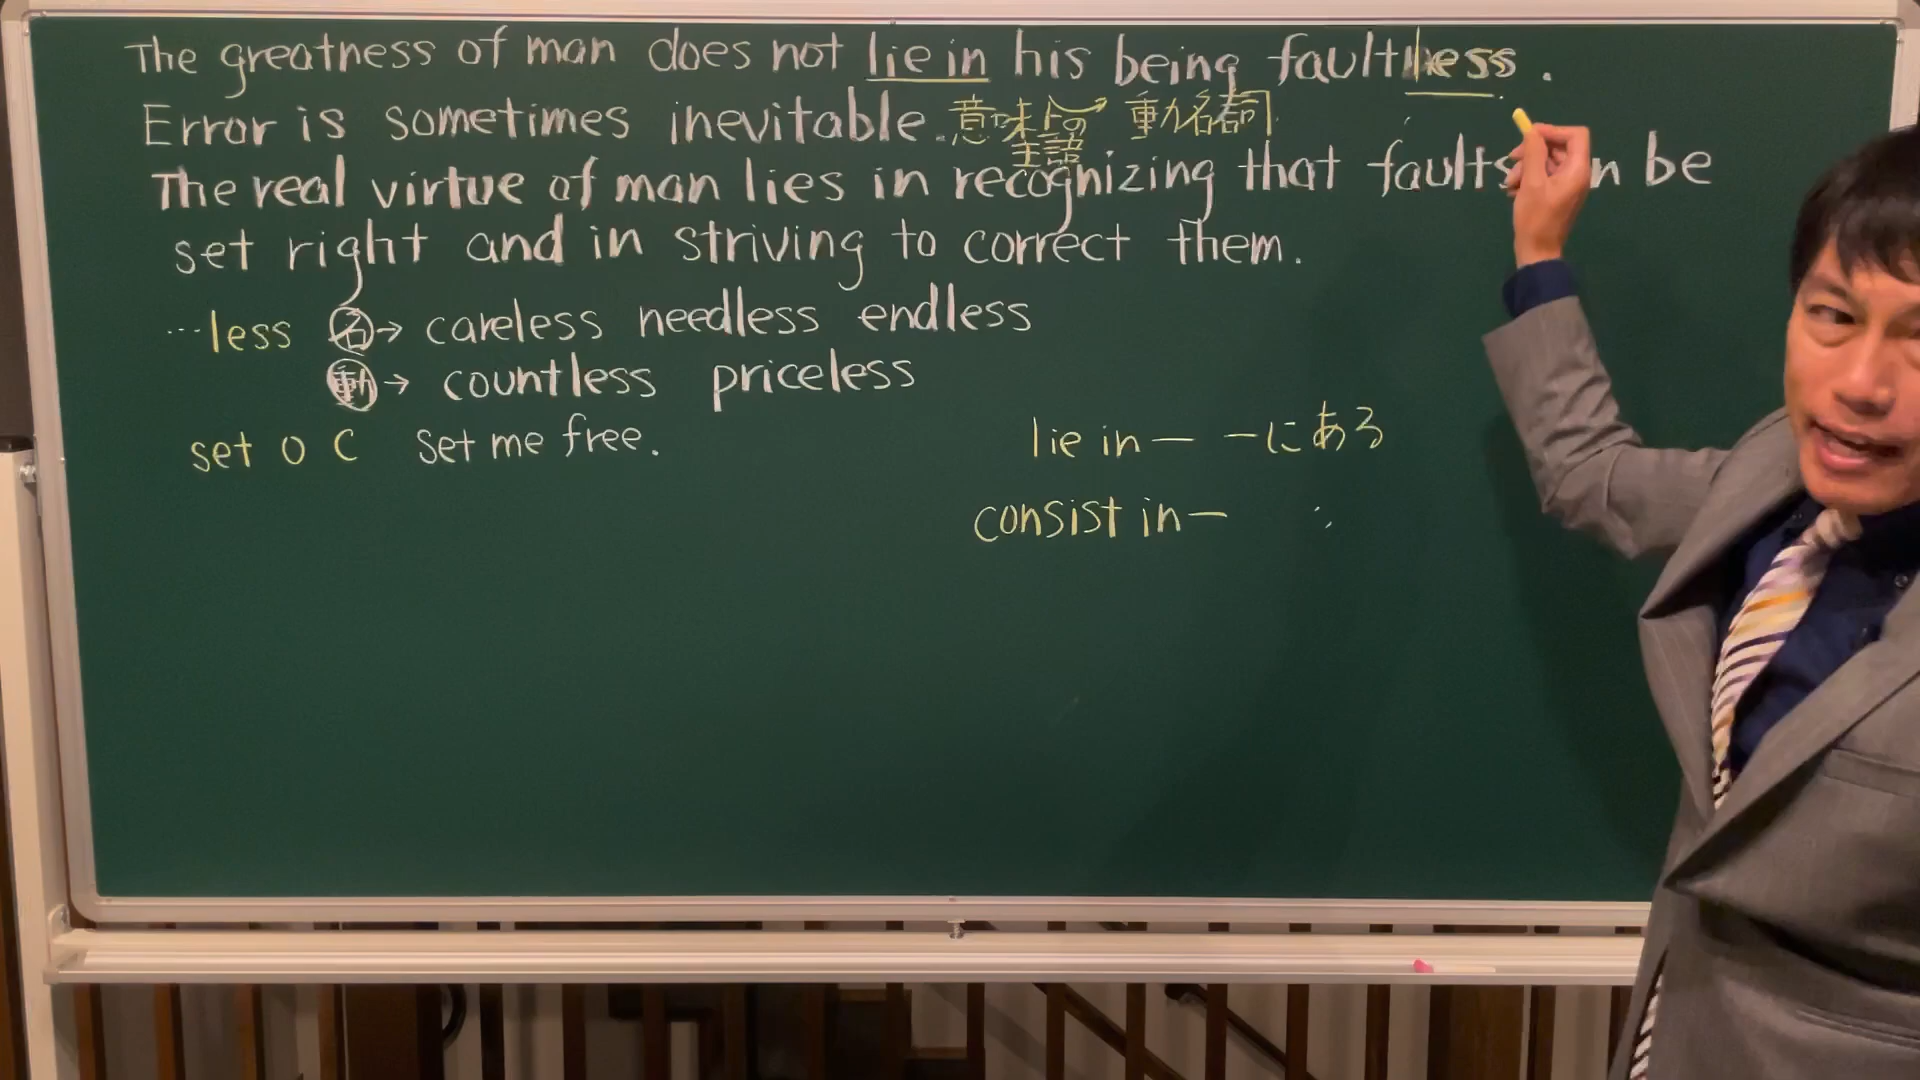 The greatness of man does not lie in his being faultless.
Error is sometimes inevitable. 意味上の主語 動名詞
The real virtue of man lies in recognizing that faults be
set right and in striving to correct them.
…less 名→ careless needless endless
動→ countless priceless
set O C Set me free.
lie in— —にある
consist in—